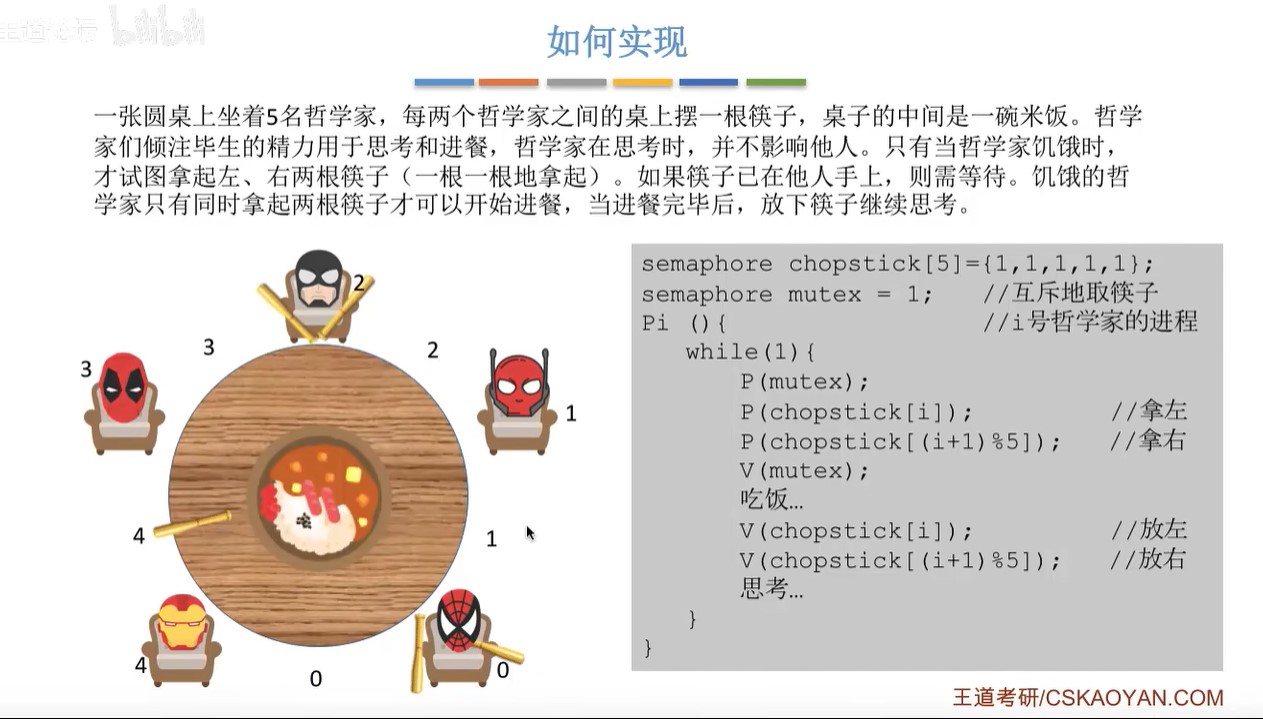 王道论坛 bilibili
如何实现
一张圆桌上坐着5名哲学家，每两个哲学家之间的桌上摆一根筷子，桌子的中间是一碗米饭。哲学
家们倾注毕生的精力用于思考和进餐，哲学家在思考时，并不影响他人。只有当哲学家饥饿时，
才试图拿起左、右两根筷子（一根一根地拿起）。如果筷子已在他人手上，则需等待。饥饿的哲
学家只有同时拿起两根筷子才可以开始进餐，当进餐完毕后，放下筷子继续思考。
2
3
2
3
1
4
1
4
0
0
semaphore chopstick[5]={1,1,1,1,1};
semaphore mutex = 1; //互斥地取筷子
Pi (){ //i号哲学家的进程
while(1){
P(mutex);
P(chopstick[i]); //拿左
P(chopstick[(i+1)%5]); //拿右
V(mutex);
吃饭…
V(chopstick[i]); //放左
V(chopstick[(i+1)%5]); //放右
思考…
}
}
王道考研/CSKAOYAN.COM